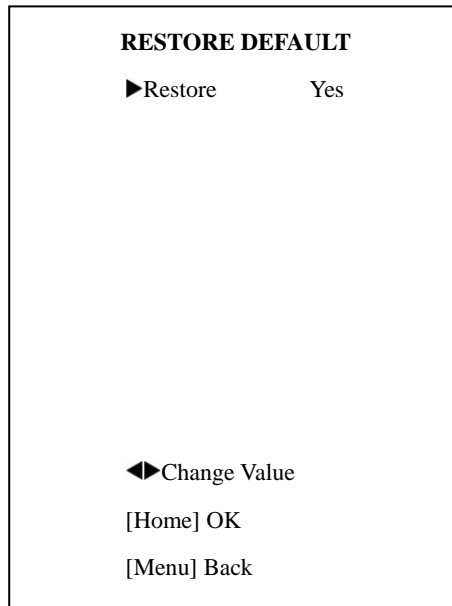 RESTORE DEFAULT
▶Restore Yes
◀▶Change Value
[Home] OK
[Menu] Back